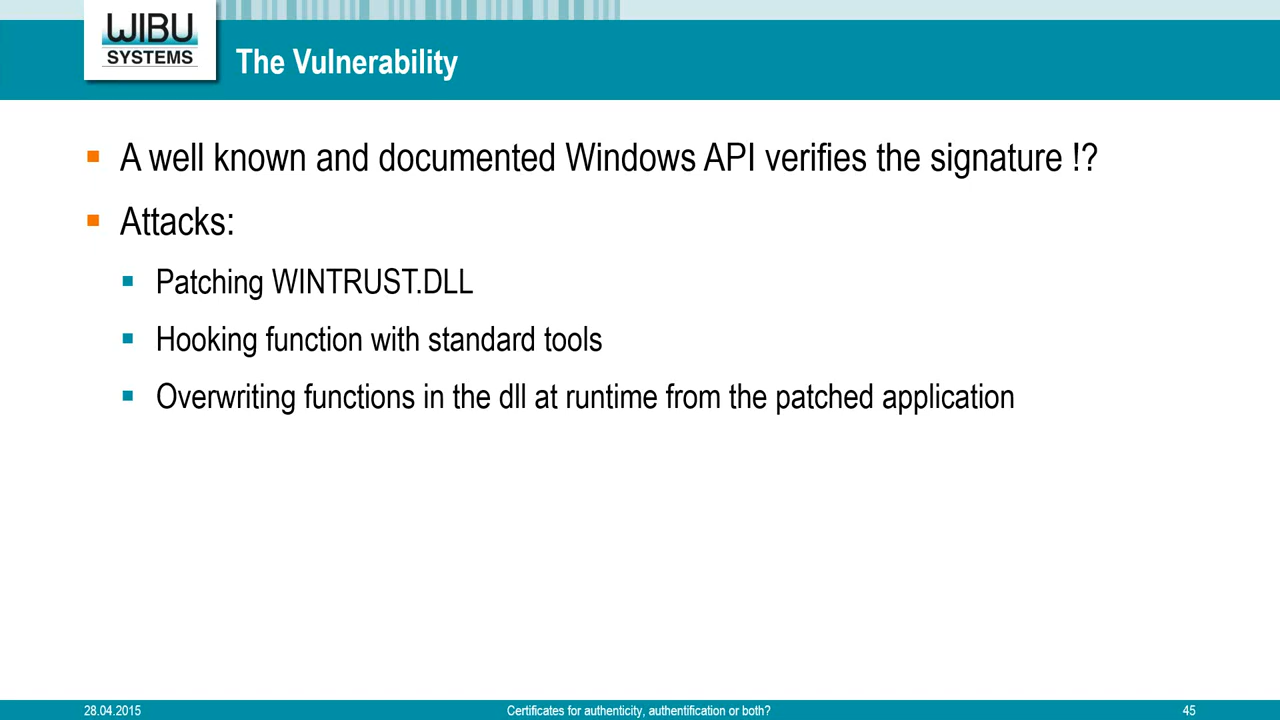 WIBU
SYSTEMS
The Vulnerability
A well known and documented Windows API verifies the signature !?
Attacks:
Patching WINTRUST.DLL
Hooking function with standard tools
Overwriting functions in the dll at runtime from the patched application
28.04.2015
Certificates for authenticity, authentification or both?
45